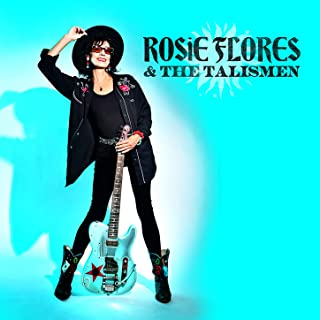 ROSiE FLORES
& THE TALISMEN